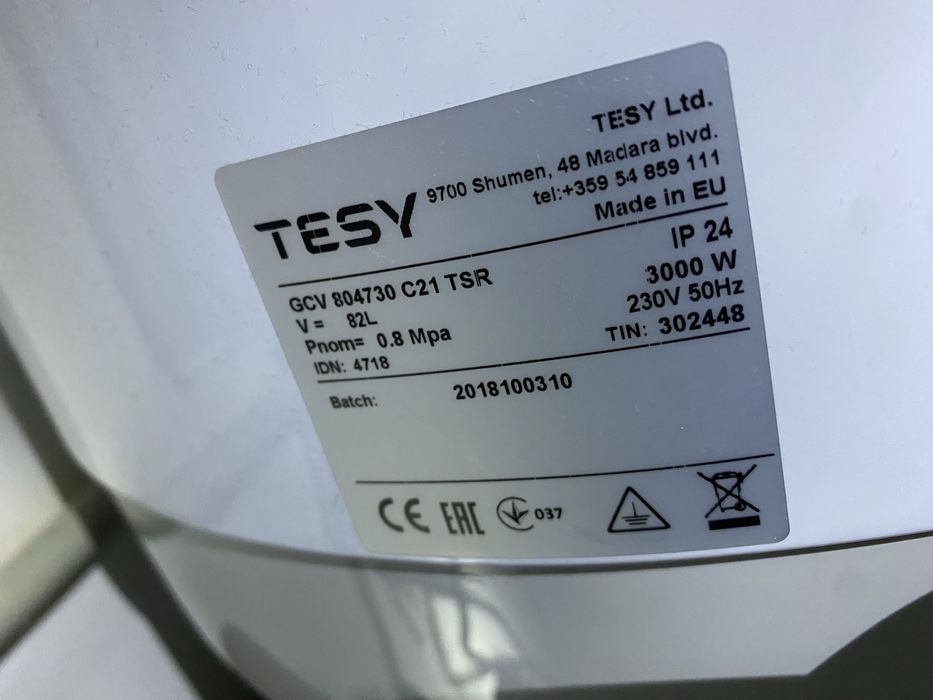 TESY Ltd.
9700 Shumen, 48 Madara blvd.
tel:+359 54 859 111
Made in EU
TESY
GCV 804730 C21 TSR
IP 24
V = 82L
3000 W
Pnom= 0.8 Mpa
230V 50Hz
IDN: 4718
TIN: 302448
Batch: 2018100310
CE EAC 037